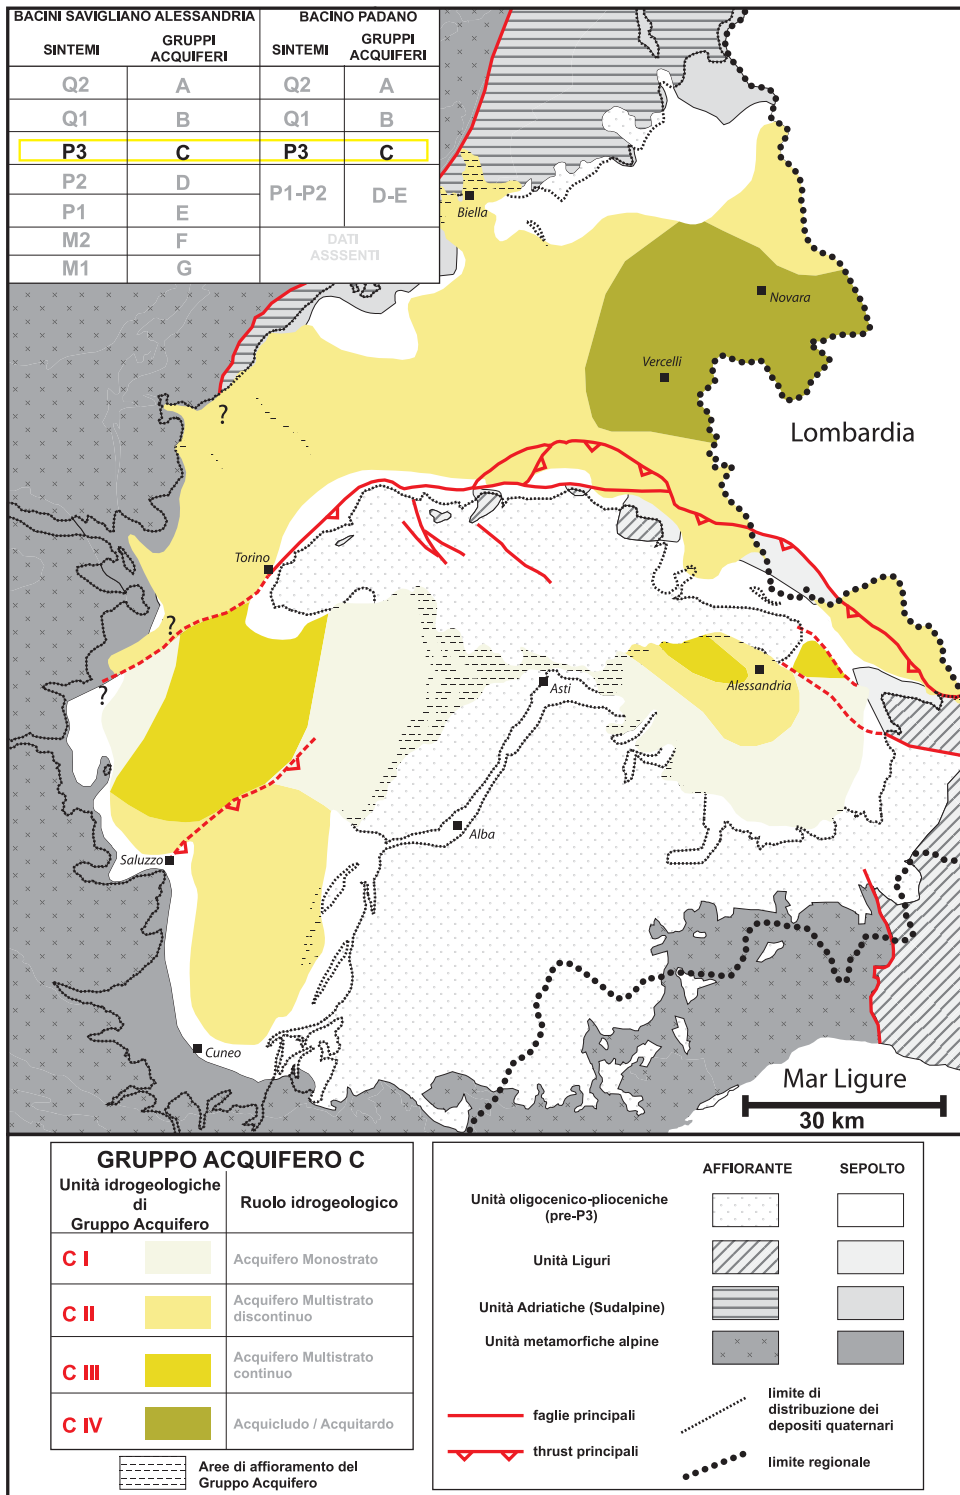 BACINI SAVIGLIANO ALESSANDRIA
BACINO PADANO
SINTEMI
GRUPPI
ACQUIFERI
SINTEMI
GRUPPI
ACQUIFERI
Q2 A Q2 A
Q1 B Q1 B
P3 C P3 C
P2 D
P1-P2 D-E
P1 E
M2 F
DATI
ASSSENTI
M1 G
Biella
Novara
Vercelli
?
Lombardia
Torino
?
?
Asti
Alessandria
Alba
Saluzzo
Cuneo
Mar Ligure
30 km
GRUPPO ACQUIFERO C
Unità idrogeologiche
di
Gruppo Acquifero
Ruolo idrogeologico
C I
Acquifero Monostrato
C II
Acquifero Multistrato
discontinuo
C III
Acquifero Multistrato
continuo
C IV
Acquicludo / Acquitardo
Aree di affioramento del
Gruppo Acquifero
AFFIORANTE
SEPOLTO
Unità oligocenico-plioceniche
(pre-P3)
Unità Liguri
Unità Adriatiche (Sudalpine)
Unità metamorfiche alpine
faglie principali
thrust principali
limite di
distribuzione dei
depositi quaternari
limite regionale